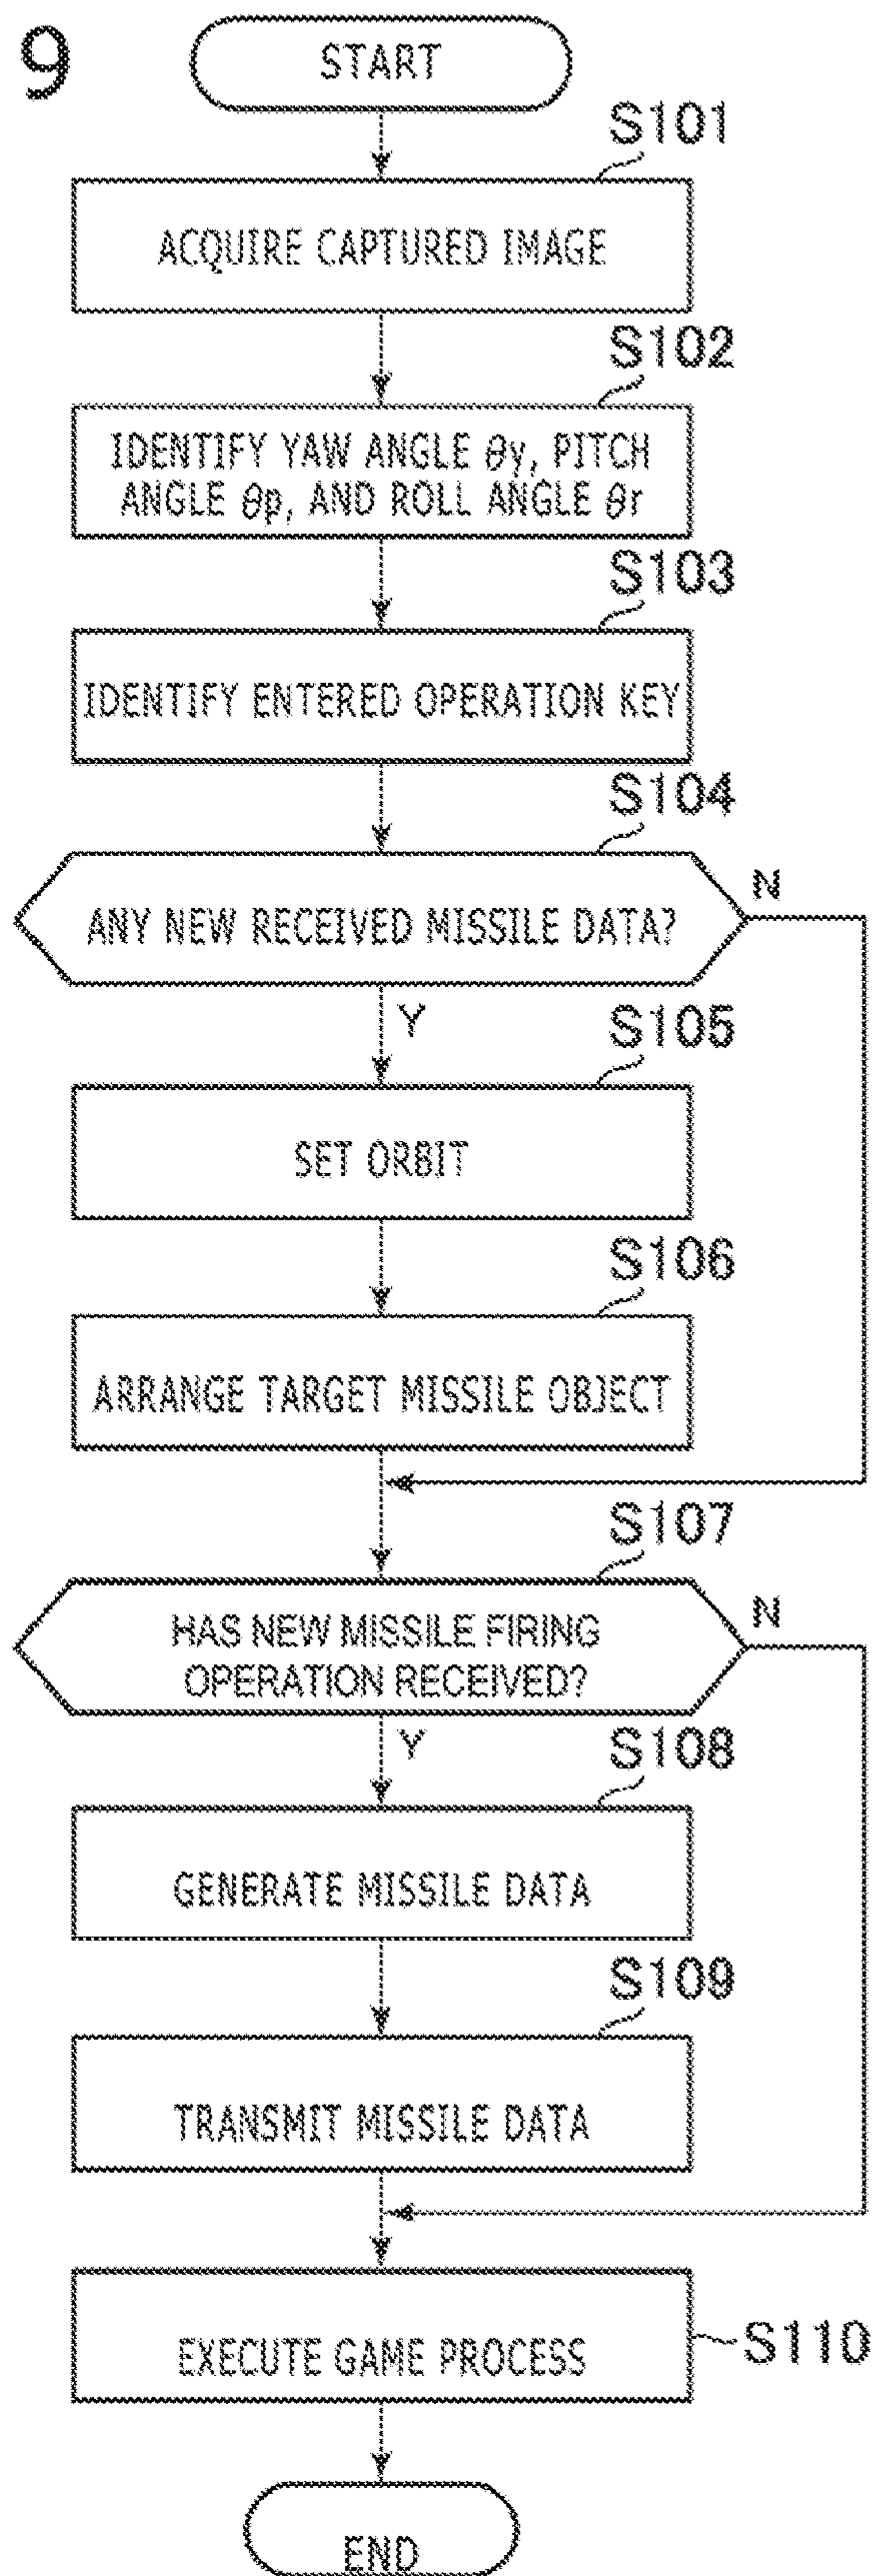 9
START
S101
ACQUIRE CAPTURED IMAGE
S102
IDENTIFY YAW ANGLE θy, PITCH
ANGLE θp, AND ROLL ANGLE θr
S103
IDENTIFY ENTERED OPERATION KEY
S104
ANY NEW RECEIVED MISSILE DATA?
N
Y
S105
SET ORBIT
S106
ARRANGE TARGET MISSILE OBJECT
S107
HAS NEW MISSILE FIRING
OPERATION RECEIVED?
N
Y
S108
GENERATE MISSILE DATA
S109
TRANSMIT MISSILE DATA
EXECUTE GAME PROCESS
S110
END